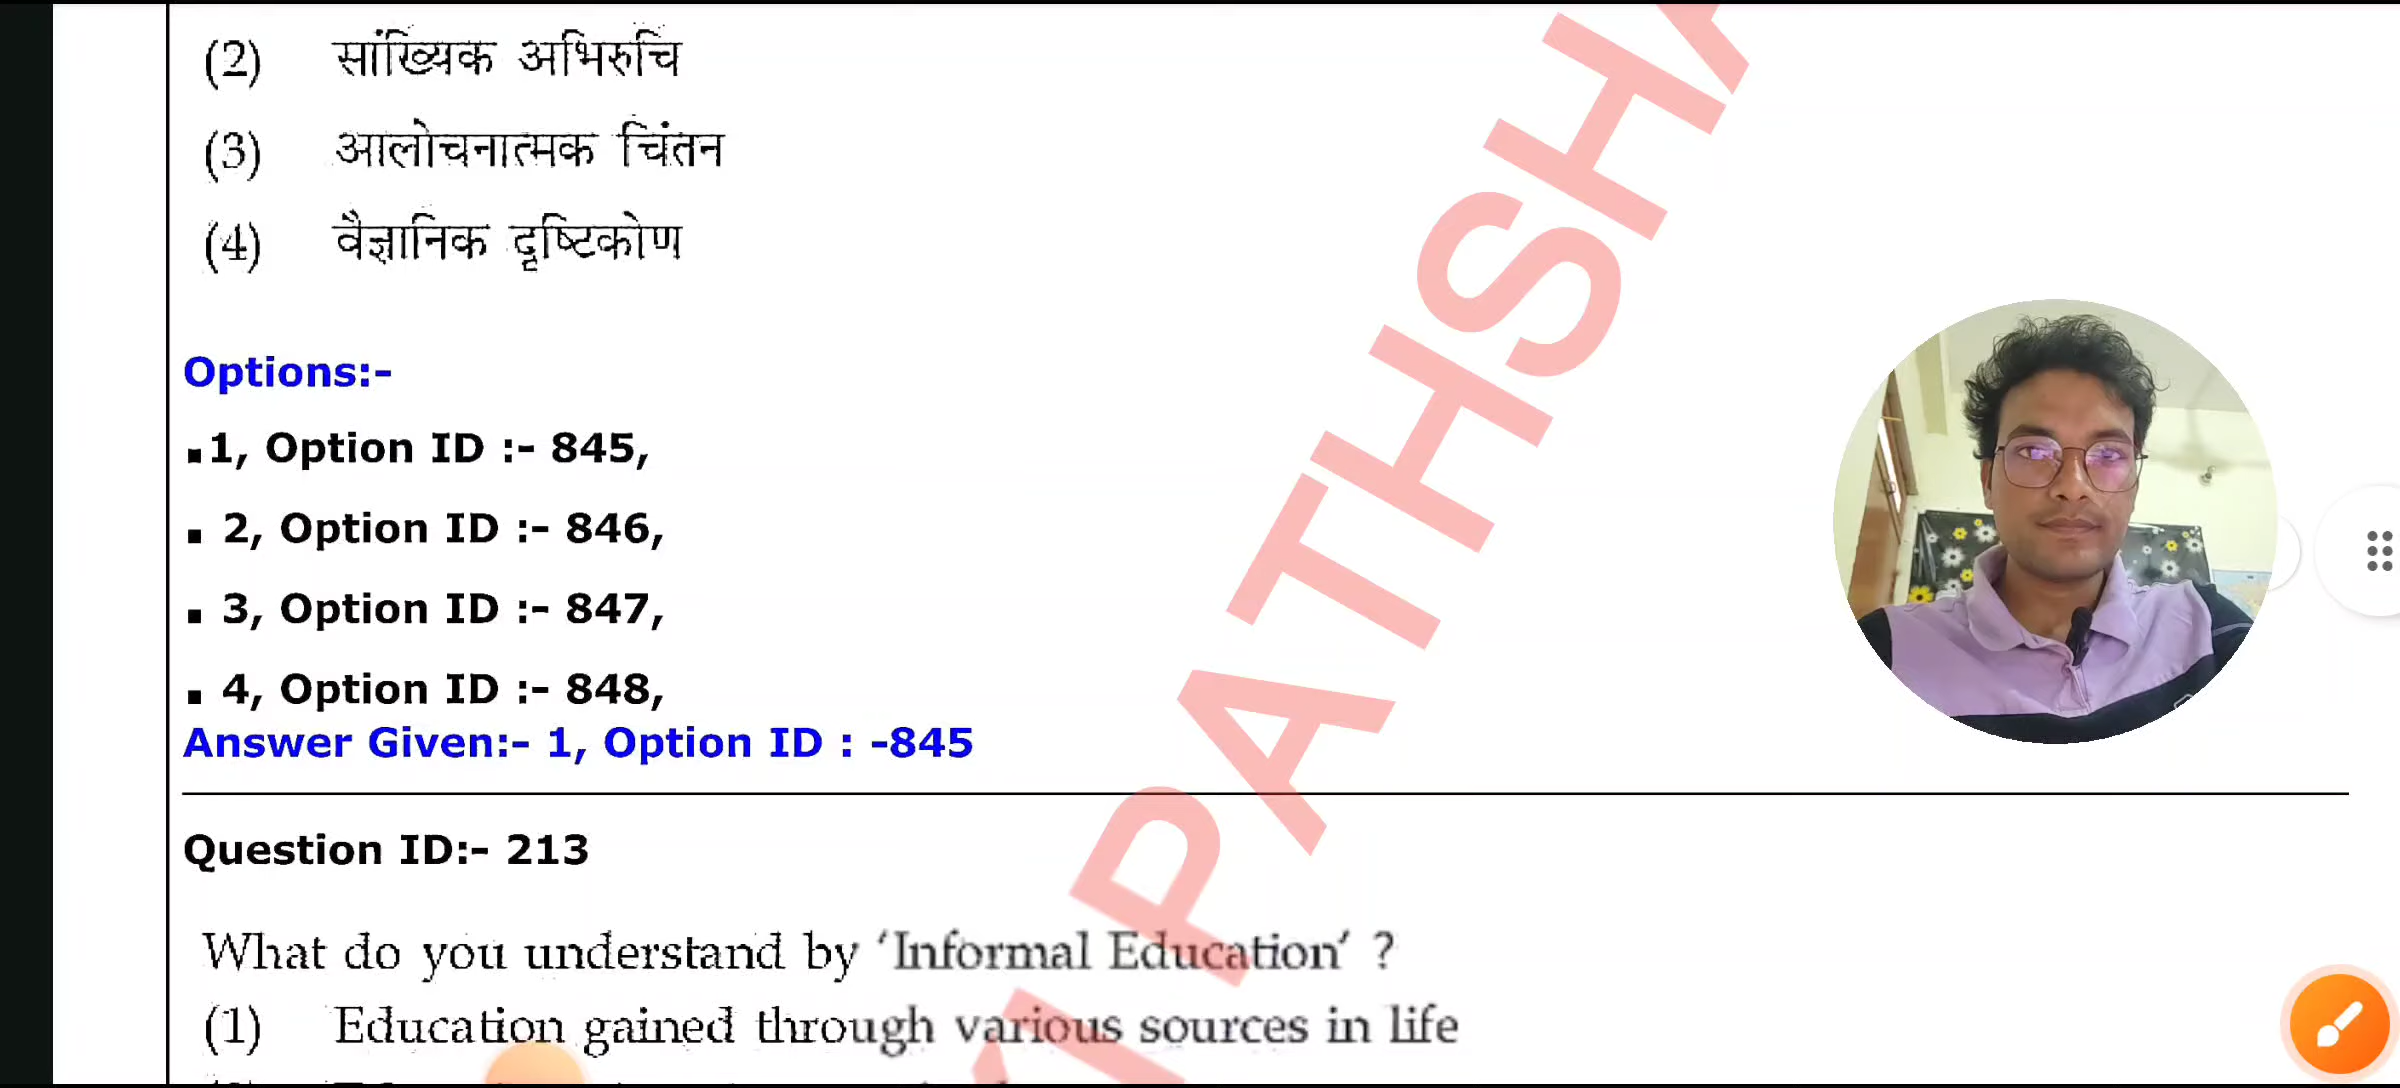 (2) सांख्यिक अभिरुचि
(3) आलोचनात्मक चिंतन
(4) वैज्ञानिक दृष्टिकोण
Options:-
1, Option ID :- 845,
2, Option ID :- 846,
3, Option ID :- 847,
4, Option ID :- 848,
Answer Given:- 1, Option ID : -845
Question ID:- 213
What do you understand by ‘Informal Education’ ?
(1) Education gained through various sources in life
PATHSHA